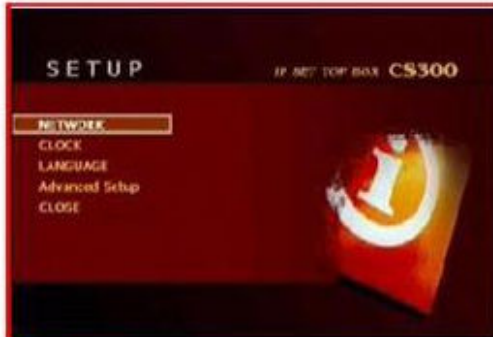 SETUP
IP SET TOP BOX CS300
NETWORK
CLOCK
LANGUAGE
Advanced Setup
CLOSE